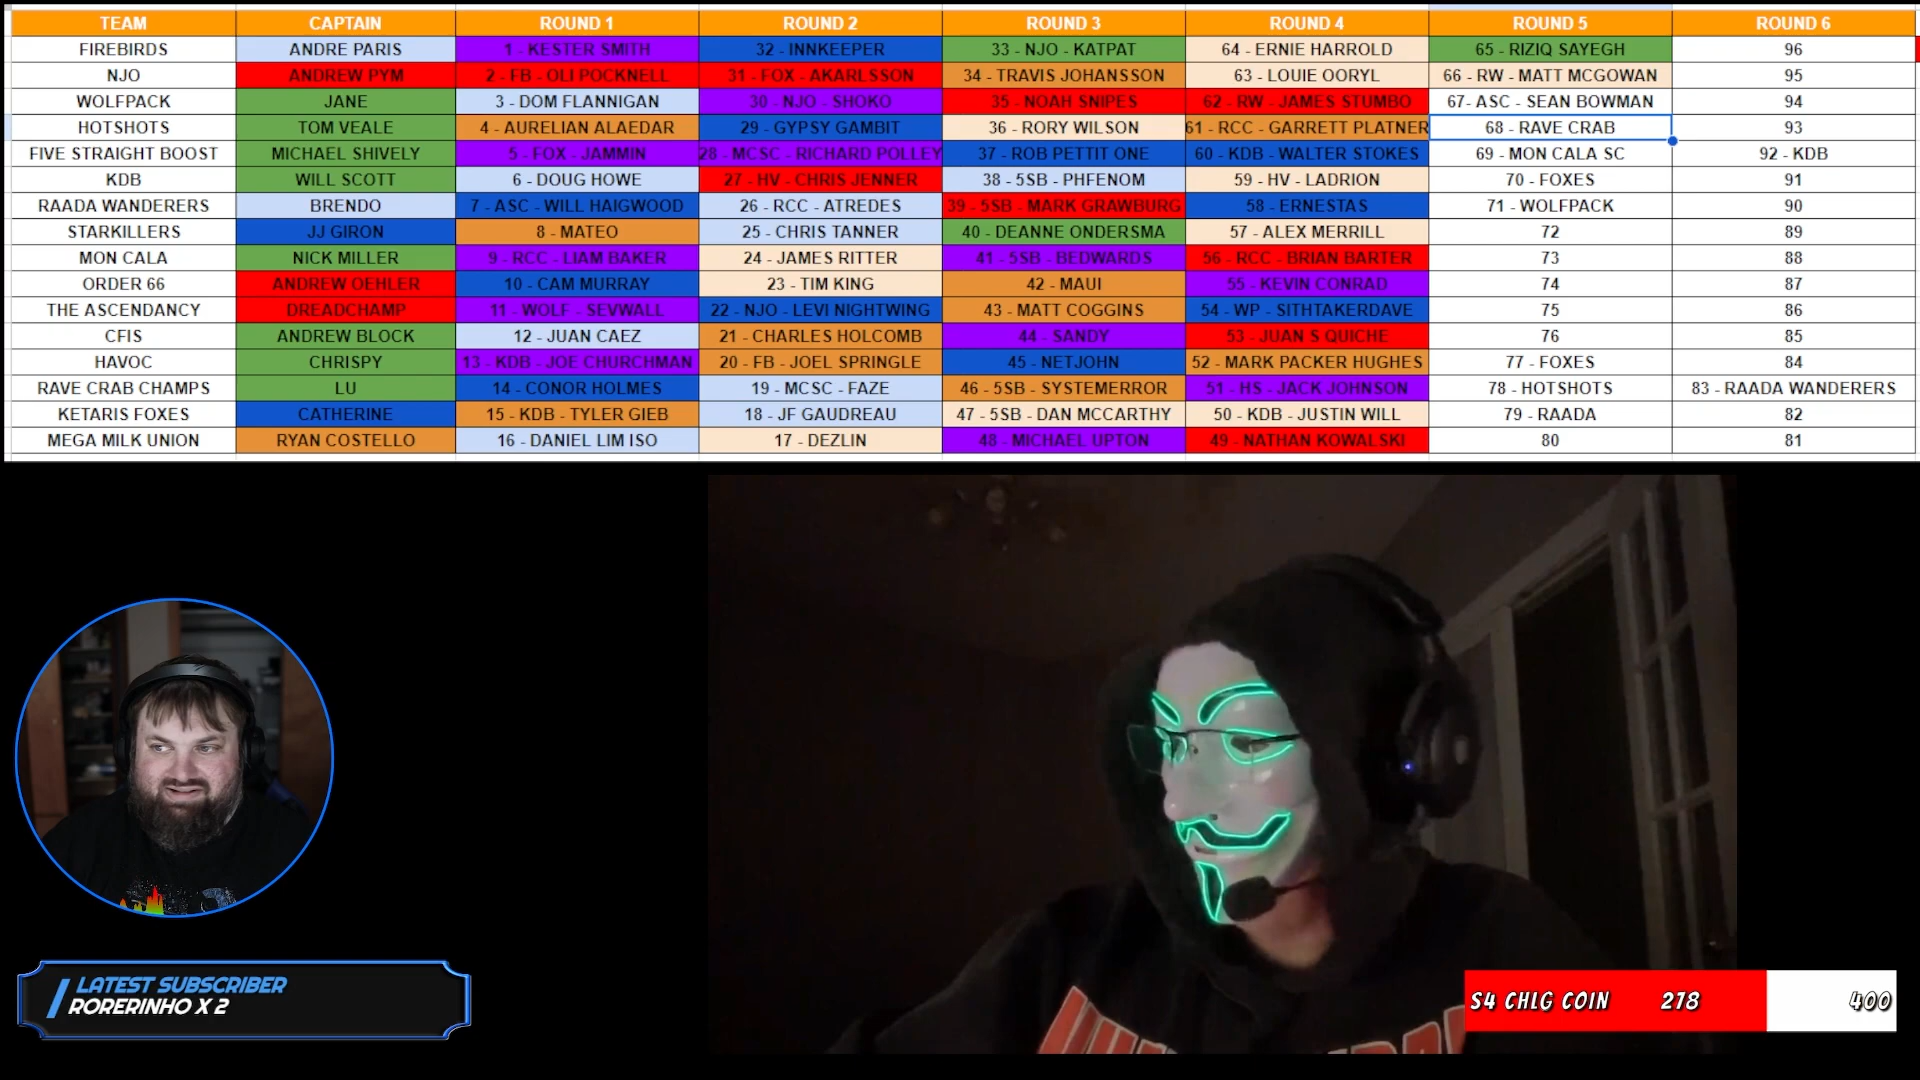 TEAM CAPTAIN ROUND 1 ROUND 2 ROUND 3 ROUND 4 ROUND 5 ROUND 6
FIREBIRDS ANDRE PARIS 1 - KESTER SMITH 32 - INNKEEPER 33 - NJO - KATPAT 64 - ERNIE HARROLD 65 - RIZIQ SAYEGH 96
NJO ANDREW PYM 2 - FB - OLI POCKNELL 31 - FOX - AKARLSSON 34 - TRAVIS JOHANSSON 63 - LOUIE OORYL 66 - RW - MATT MCGOWAN 95
WOLFPACK JANE 3 - DOM FLANNIGAN 30 - NJO - SHOKO 35 - NOAH SNIPES 62 - RW - JAMES STUMBO 67- ASC - SEAN BOWMAN 94
HOTSHOTS TOM VEALE 4 - AURELIAN ALAEDAR 29 - GYPSY GAMBIT 36 - RORY WILSON 61 - RCC - GARRETT PLATNER 68 - RAVE CRAB 93
FIVE STRAIGHT BOOST MICHAEL SHIVELY 5 - FOX - JAMMIN 28 - MCSC - RICHARD POLLEY 37 - ROB PETTIT ONE 60 - KDB - WALTER STOKES 69 - MON CALA SC 92 - KDB
KDB WILL SCOTT 6 - DOUG HOWE 27 - HV - CHRIS JENNER 38 - 5SB - PHFENOM 59 - HV - LADRION 70 - FOXES 91
RAADA WANDERERS BRENDO 7 - ASC - WILL HAIGWOOD 26 - RCC - ATREDES 39 - 5SB - MARK GRAWBURG 58 - ERNESTAS 71 - WOLFPACK 90
STARKILLERS JJ GIRON 8 - MATEO 25 - CHRIS TANNER 40 - DEANNE ONDERSMA 57 - ALEX MERRILL 72 89
MON CALA NICK MILLER 9 - RCC - LIAM BAKER 24 - JAMES RITTER 41 - 5SB - BEDWARDS 56 - RCC - BRIAN BARTER 73 88
ORDER 66 ANDREW OEHLER 10 - CAM MURRAY 23 - TIM KING 42 - MAUI 55 - KEVIN CONRAD 74 87
THE ASCENDANCY DREADCHAMP 11 - WOLF - SEVWALL 22 - NJO - LEVI NIGHTWING 43 - MATT COGGINS 54 - WP - SITHTAKERDAVE 75 86
CFIS ANDREW BLOCK 12 - JUAN CAEZ 21 - CHARLES HOLCOMB 44 - SANDY 53 - JUAN S QUICHE 76 85
HAVOC CHRISPY 13 - KDB - JOE CHURCHMAN 20 - FB - JOEL SPRINGLE 45 - NETJOHN 52 - MARK PACKER HUGHES 77 - FOXES 84
RAVE CRAB CHAMPS LU 14 - CONOR HOLMES 19 - MCSC - FAZE 46 - 5SB - SYSTEMERROR 51 - HS - JACK JOHNSON 78 - HOTSHOTS 83 - RAADA WANDERERS
KETARIS FOXES CATHERINE 15 - KDB - TYLER GIEB 18 - JF GAUDREAU 47 - 5SB - DAN MCCARTHY 50 - KDB - JUSTIN WILL 79 - RAADA 82
MEGA MILK UNION RYAN COSTELLO 16 - DANIEL LIM ISO 17 - DEZLIN 48 - MICHAEL UPTON 49 - NATHAN KOWALSKI 80 81
LATEST SUBSCRIBER
RORERINHO X 2
S4 CHLG COIN 278 400